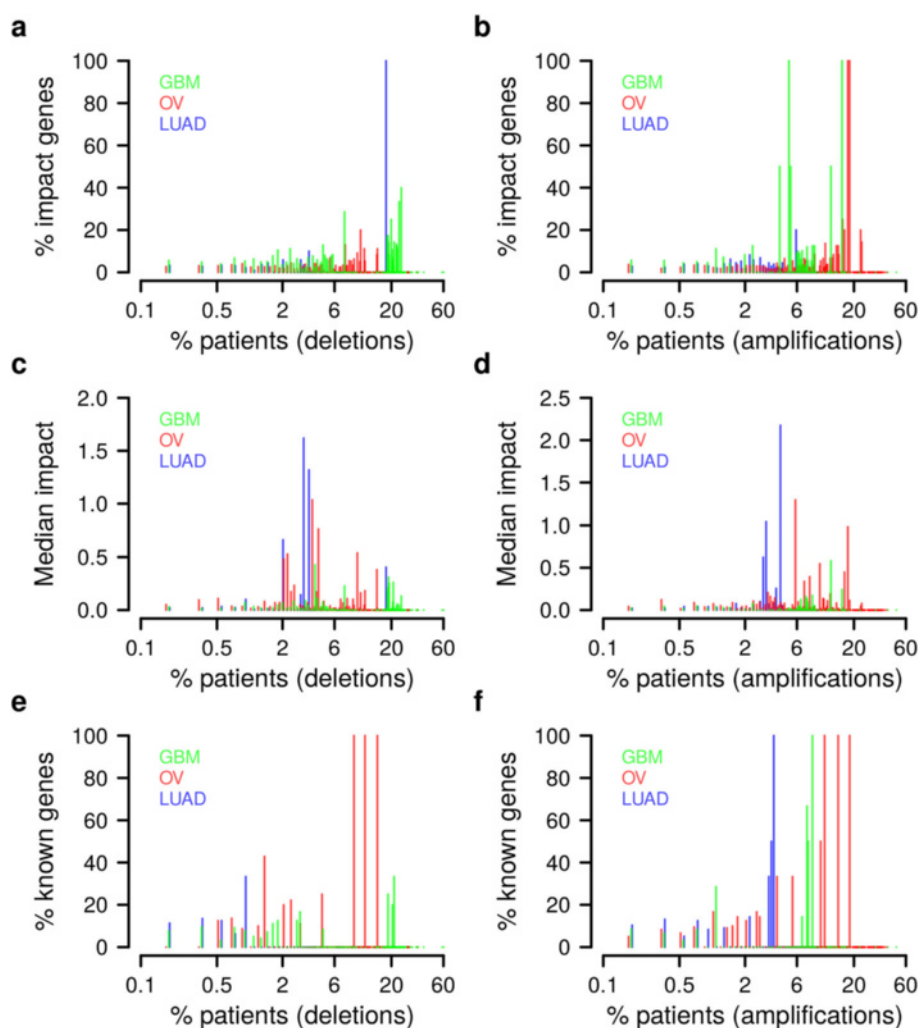 a
% impact genes
100
80
60
40
20
0
GBM
OV
LUAD
0.1 0.5 2 6 20 60
% patients (deletions)
b
% impact genes
100
80
60
40
20
0
GBM
OV
LUAD
0.1 0.5 2 6 20 60
% patients (amplifications)
c
Median impact
2.0
1.5
1.0
0.5
0.0
GBM
OV
LUAD
0.1 0.5 2 6 20 60
% patients (deletions)
d
Median impact
2.5
2.0
1.5
1.0
0.5
0.0
GBM
OV
LUAD
0.1 0.5 2 6 20 60
% patients (amplifications)
e
% known genes
100
80
60
40
20
0
GBM
OV
LUAD
0.1 0.5 2 6 20 60
% patients (deletions)
f
% known genes
100
80
60
40
20
0
GBM
OV
LUAD
0.1 0.5 2 6 20 60
% patients (amplifications)